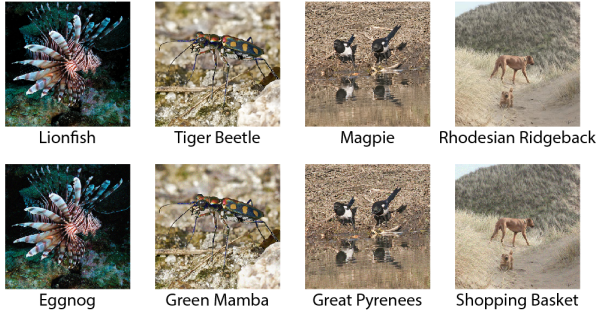 Lionfish
Tiger Beetle
Magpie
Rhodesian Ridgeback
Eggnog
Green Mamba
Great Pyrenees
Shopping Basket